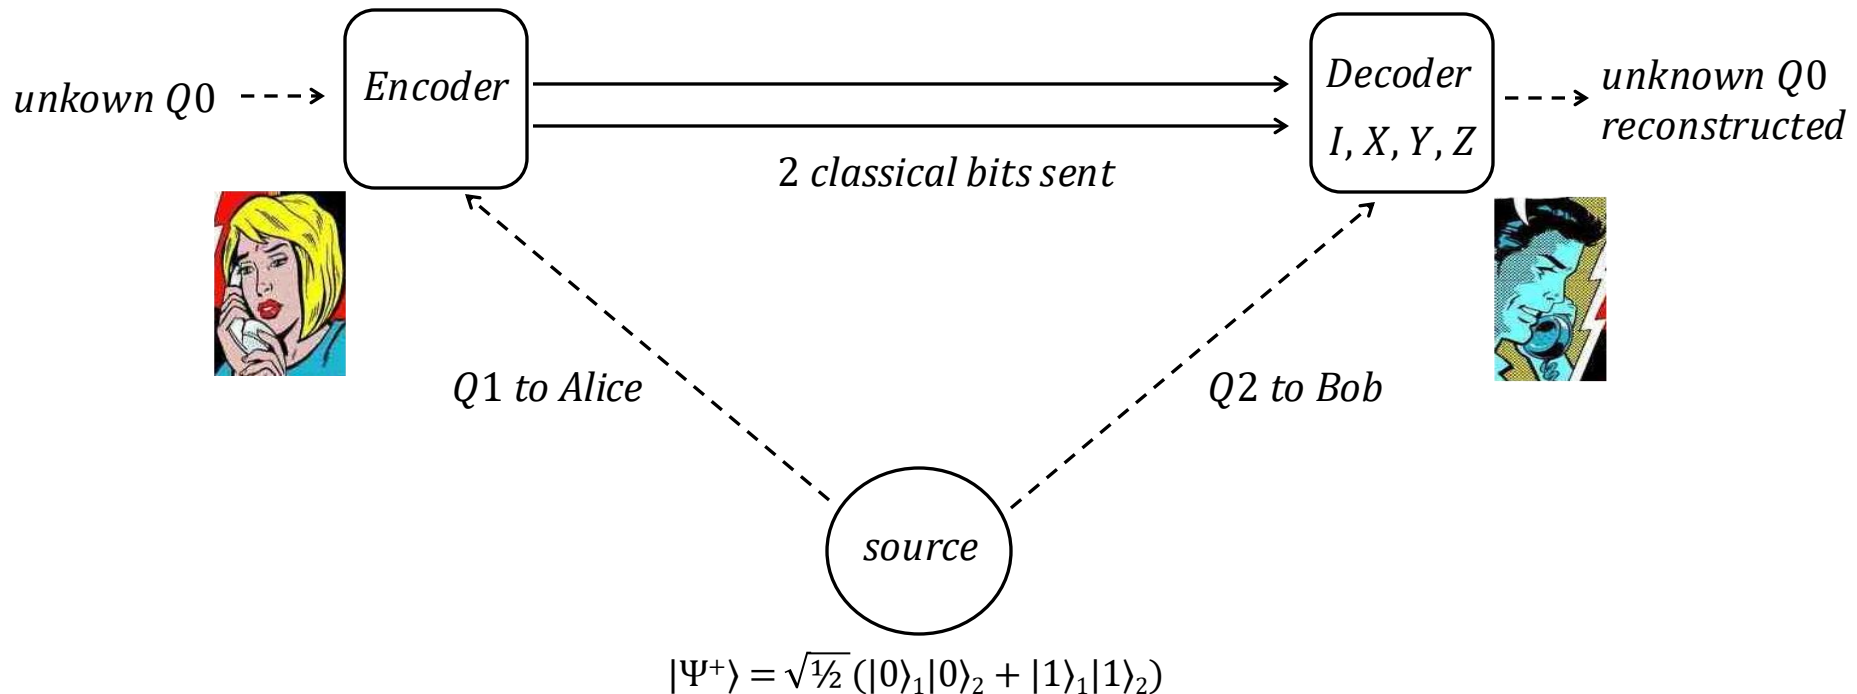 unkown Q0
Encoder
Decoder
I, X, Y, Z
unknown Q0
reconstructed
2 classical bits sent
Q1 to Alice
Q2 to Bob
source
|Ψ⁺⟩ = √½ (|0⟩₁|0⟩₂ + |1⟩₁|1⟩₂)